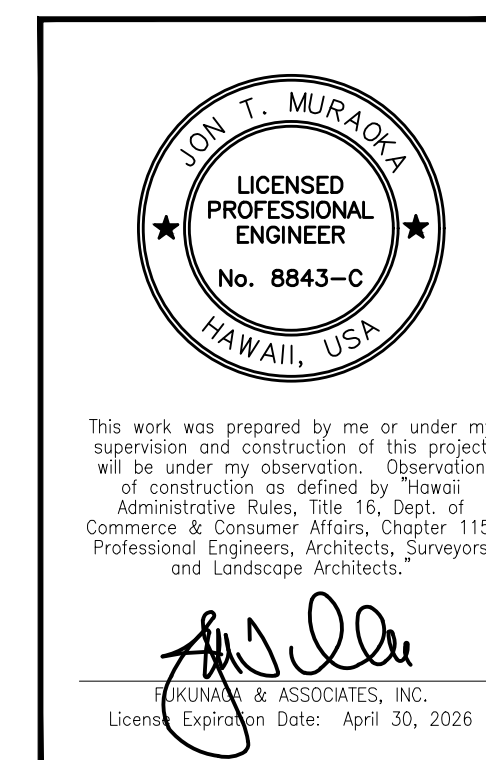 JON T. MURAOKA
LICENSED
PROFESSIONAL
ENGINEER
No. 8843-C
HAWAII, USA
This work was prepared by me or under my
supervision and construction of this project
will be under my observation. Observation
of construction as defined by "Hawaii
Administrative Rules, Title 16, Dept. of
Commerce & Consumer Affairs, Chapter 115
Professional Engineers, Architects, Surveyors
and Landscape Architects."
FUKUNAGA & ASSOCIATES, INC.
License Expiration Date: April 30, 2026